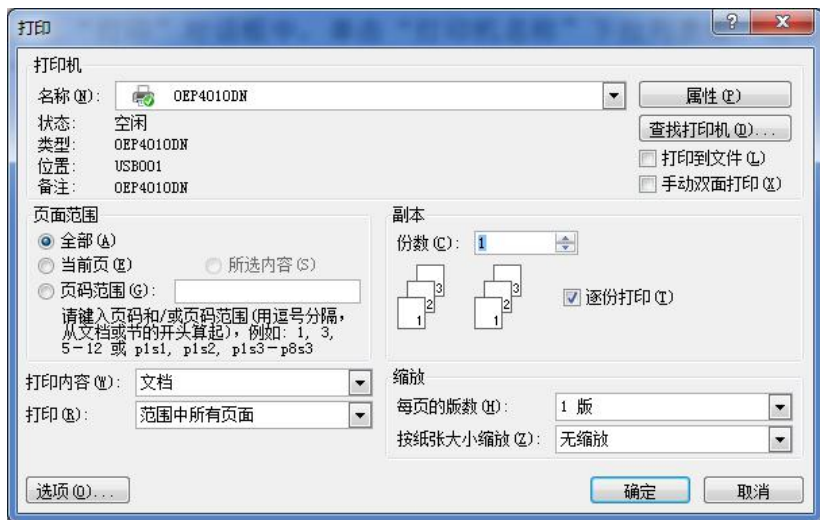 打印
打印机
名称(N): OEP4010DN
属性(P)
状态: 空闲
查找打印机(D)...
类型: OEP4010DN
位置: USB001
打印到文件(L)
备注: OEP4010DN
手动双面打印(X)
页面范围
全部(A)
当前页(E) 所选内容(S)
页码范围(G):
请键入页码和/或页码范围(用逗号分隔,
从文档或节的开头算起),例如: 1, 3,
5-12 或 p1s1, p1s2, p1s3-p8s3
副本
份数(C): 1
3 3
2 2
1 1
逐份打印(T)
打印内容(W): 文档
打印(R): 范围中所有页面
缩放
每页的版数(H): 1 版
按纸张大小缩放(Z): 无缩放
选项(O)... 确定 取消